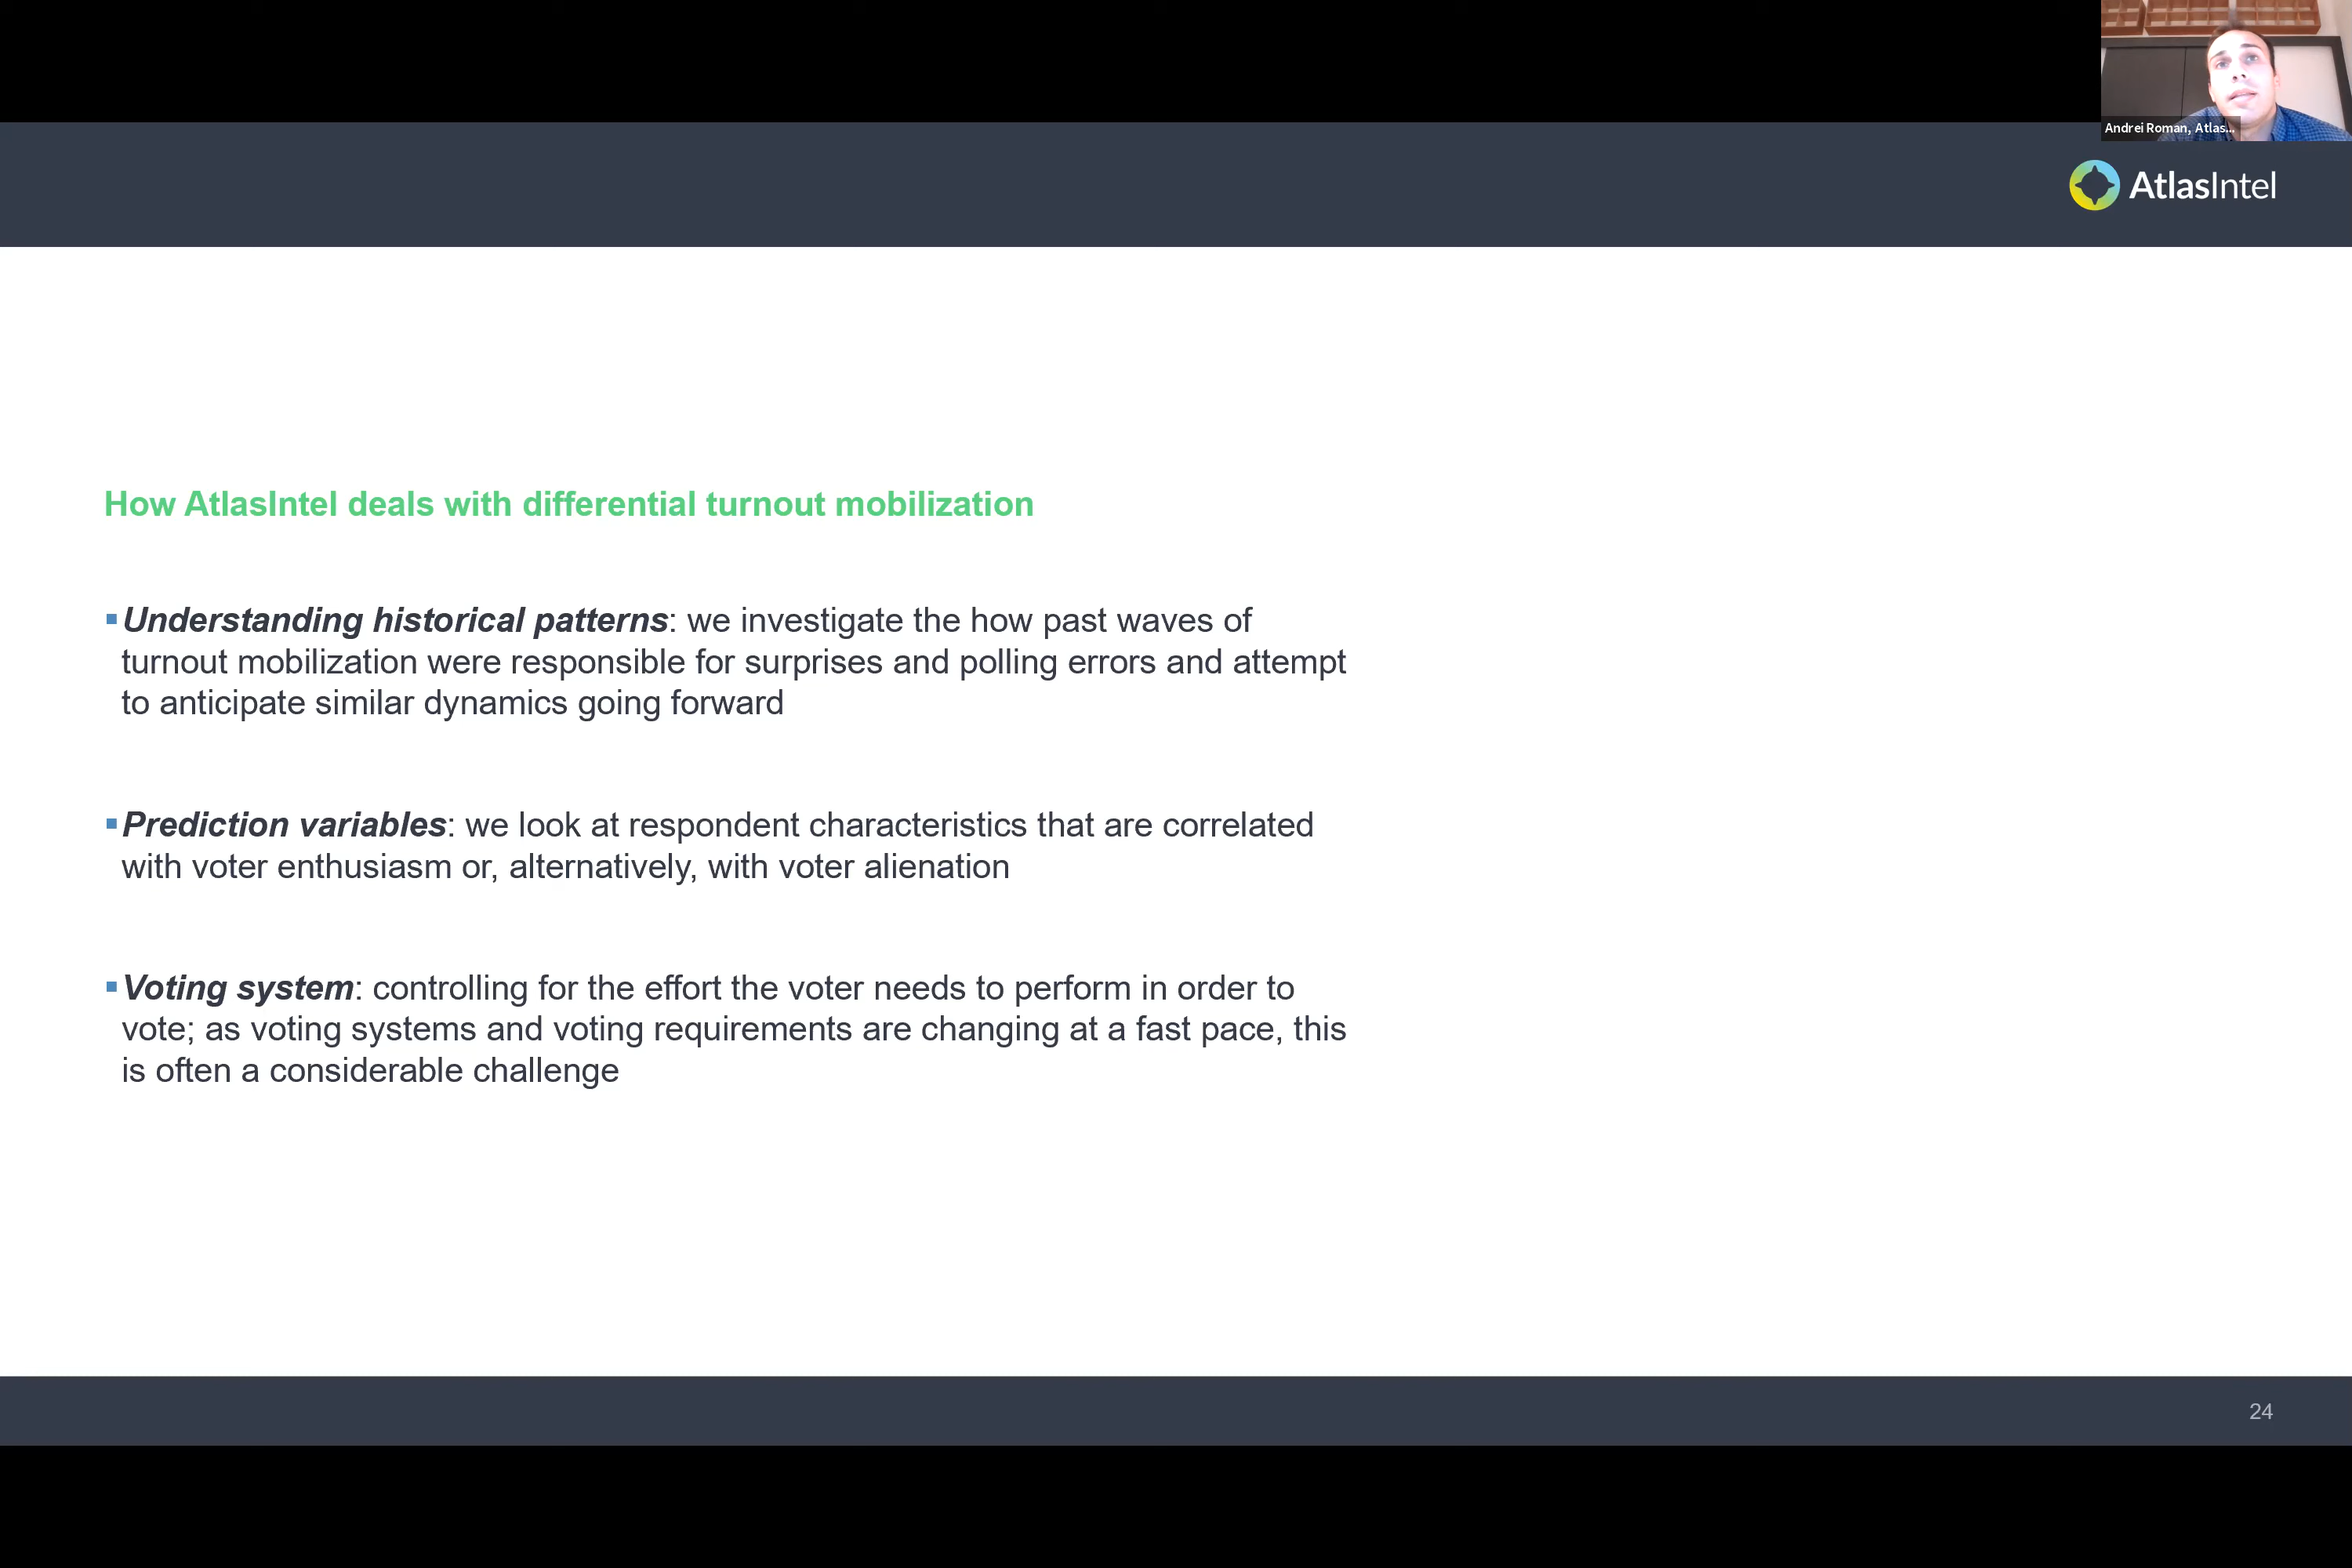 Andrei Roman, Atlas...
AtlasIntel
How AtlasIntel deals with differential turnout mobilization
▪Understanding historical patterns: we investigate the how past waves of
turnout mobilization were responsible for surprises and polling errors and attempt
to anticipate similar dynamics going forward
▪Prediction variables: we look at respondent characteristics that are correlated
with voter enthusiasm or, alternatively, with voter alienation
▪Voting system: controlling for the effort the voter needs to perform in order to
vote; as voting systems and voting requirements are changing at a fast pace, this
is often a considerable challenge
24